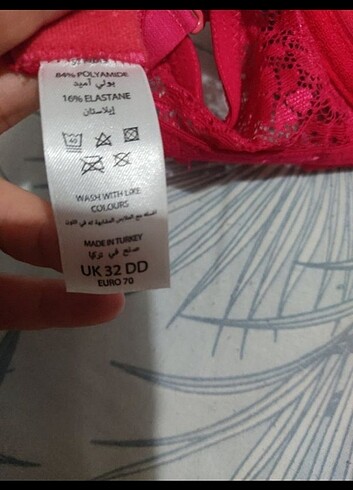 84% POLYAMIDE
بولي أميد
16% ELASTANE
إيلاستان
40
WASH WITH LIKE
COLOURS
MADE IN TURKEY
صنع في تركيا
UK 32 DD
EURO 70